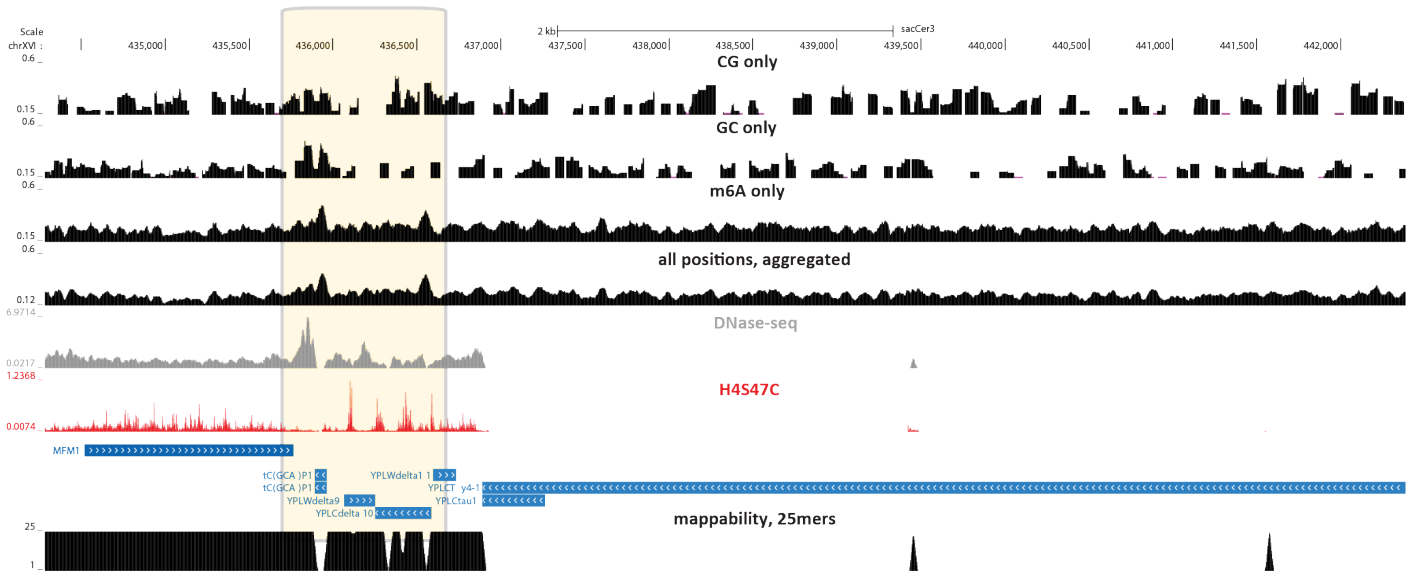 Scale
2 kb
sacCer3
chrXVI :
435,000
435,500
436,000
436,500
437,000
437,500
438,000
438,500
439,000
439,500
440,000
440,500
441,000
441,500
442,000
0.6
CG only
0.15
0.6
GC only
0.15
0.6
m6A only
0.15
0.6
all positions, aggregated
0.12
6.9714
DNase-seq
0.0217
1.2368
H4S47C
0.0074
MFM1
tC(GCA )P1
YPLWdelta1 1
tC(GCA )P1
YPLCT y4-1
YPLWdelta9
YPLCtau1
YPLCdelta 10
mappability, 25mers
25
1